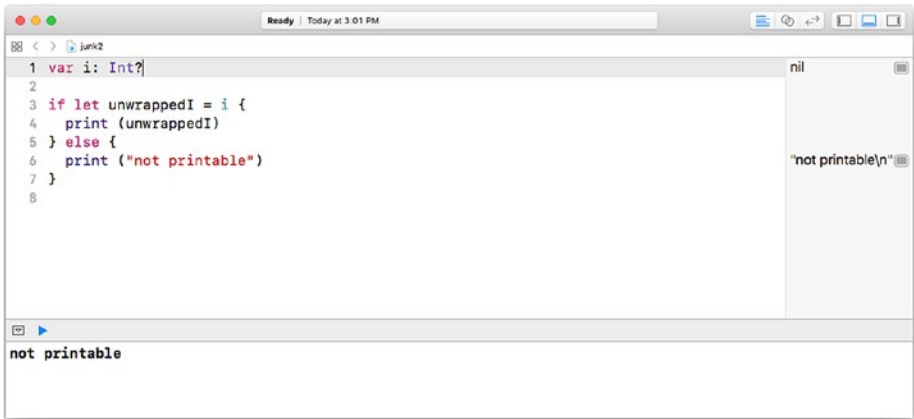 Ready | Today at 3:01 PM
junk2
1 var i: Int? nil
2
3 if let unwrappedI = i {
4 print (unwrappedI)
5 } else {
6 print ("not printable") "not printable\n"
7 }
8
not printable